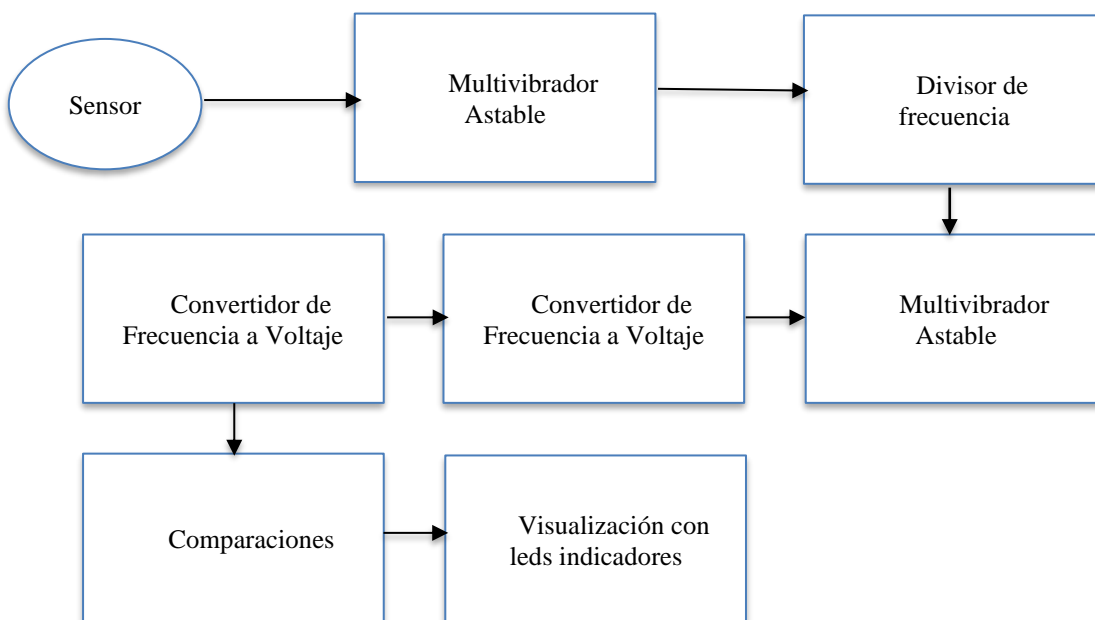 Sensor
Multivibrador
Astable
Divisor de
frecuencia
Convertidor de
Frecuencia a Voltaje
Convertidor de
Frecuencia a Voltaje
Multivibrador
Astable
Comparaciones
Visualización con
leds indicadores